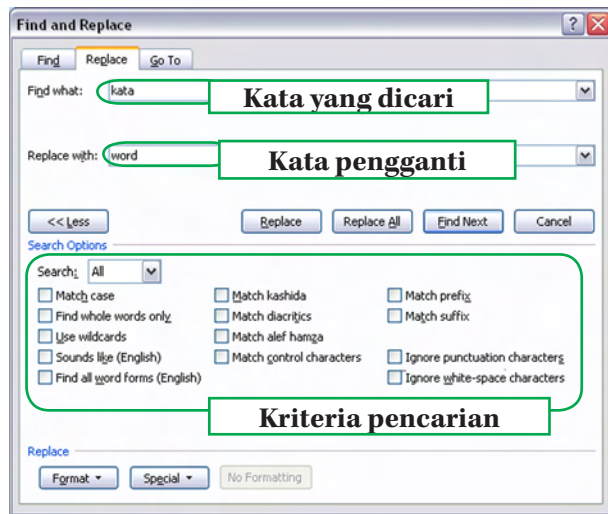 Find and Replace
Find Replace Go To
Find what: kata Kata yang dicari
Replace with: word Kata pengganti
<< Less Replace Replace All Find Next Cancel
Search Options
Search: All
Match case Match kashida Match prefix
Find whole words only Match diacritics Match suffix
Use wildcards Match alef hamza
Sounds like (English) Match control characters Ignore punctuation characters
Find all word forms (English) Ignore white-space characters
Kriteria pencarian
Replace
Format Special No Formatting